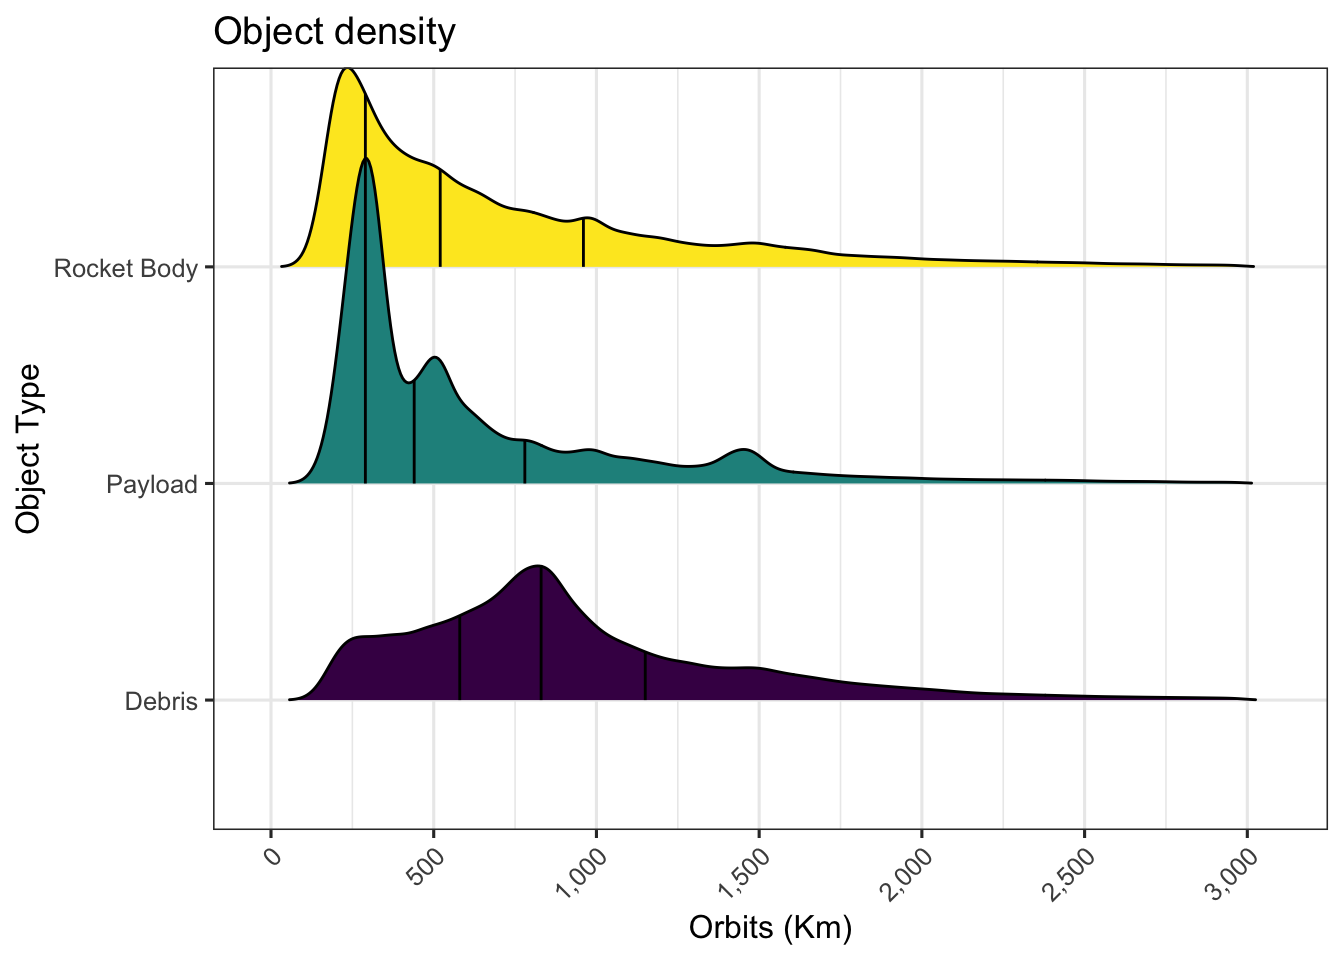 Object density
Rocket Body
Payload
Debris
Object Type
0
500
1,000
1,500
2,000
2,500
3,000
Orbits (Km)